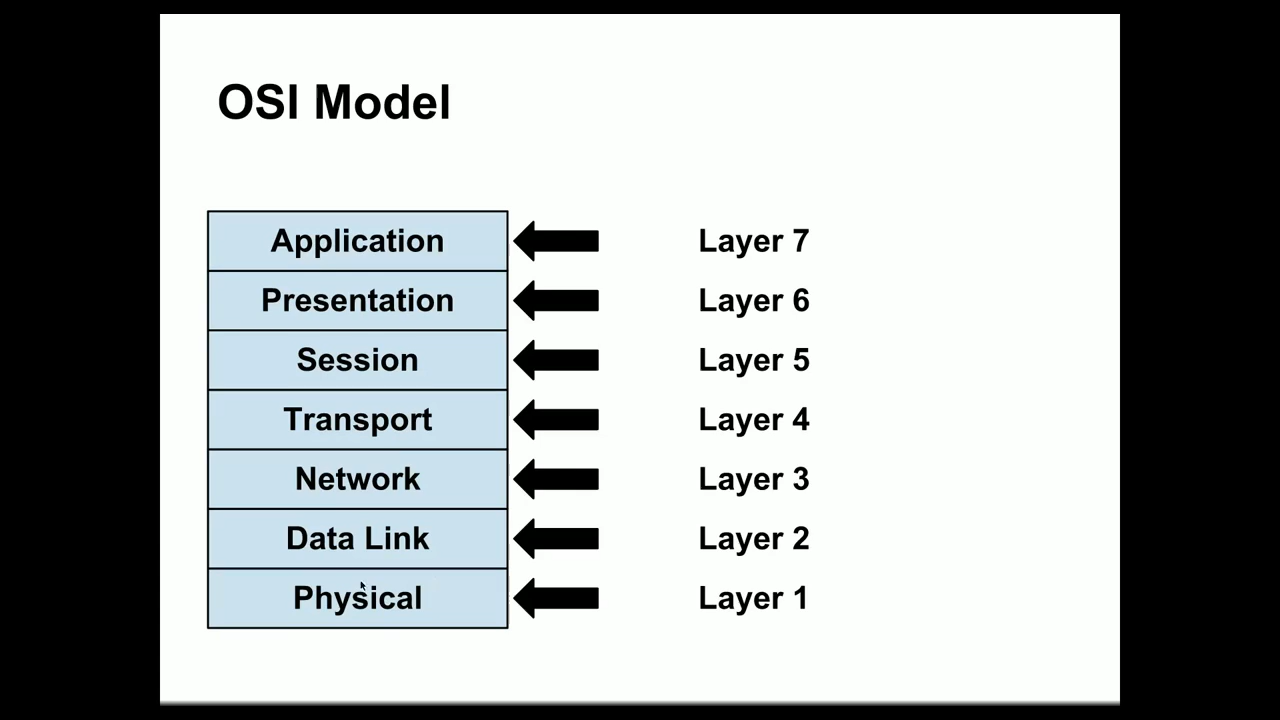 OSI Model
Application Layer 7
Presentation Layer 6
Session Layer 5
Transport Layer 4
Network Layer 3
Data Link Layer 2
Physical Layer 1